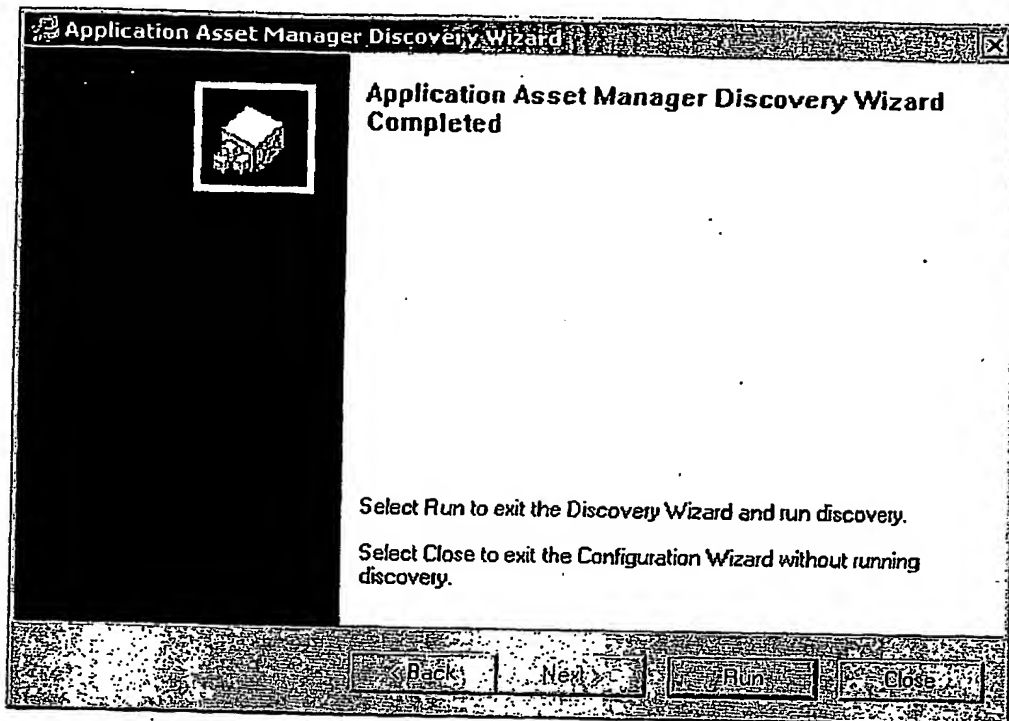 Application Asset Manager Discovery Wizard
Application Asset Manager Discovery Wizard
Completed
Select Run to exit the Discovery Wizard and run discovery.
Select Close to exit the Configuration Wizard without running
discovery.
< Back
Next >
Run
Close